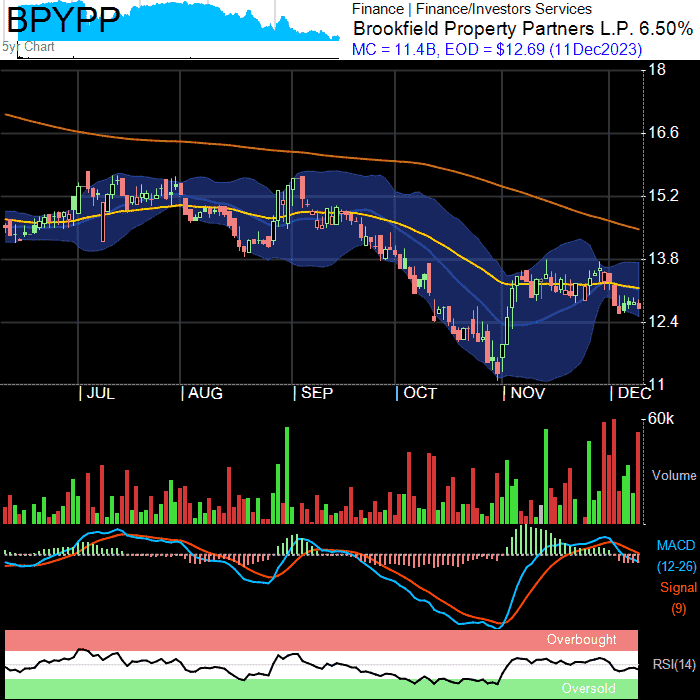 BPYPP
5yr Chart
Finance | Finance/Investors Services
Brookfield Property Partners L.P. 6.50%
MC = 11.4B, EOD = $12.69 (11Dec2023)
18
16.6
15.2
13.8
12.4
11
JUL
AUG
SEP
OCT
NOV
DEC
60k
Volume
MACD
(12-26)
Signal
(9)
Overbought
RSI(14)
Oversold